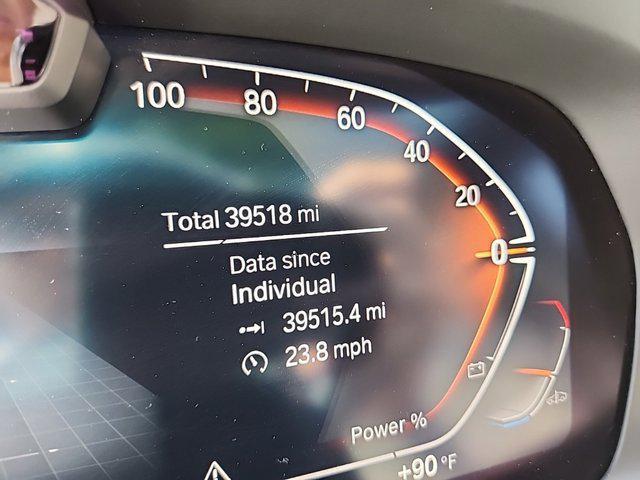 100
80
60
40
20
0
Total 39518 mi
Data since
Individual
39515.4 mi
23.8 mph
Power %
+90 °F